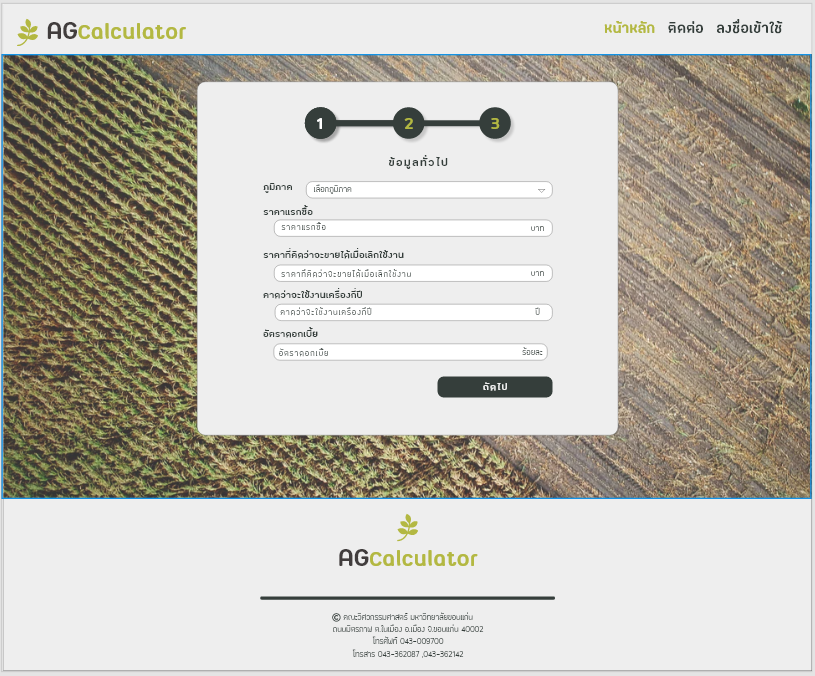 AGCalculator
หน้าหลัก ติดต่อ ลงชื่อเข้าใช้
1 2 3
ข้อมูลทั่วไป
ภูมิภาค เลือกภูมิภาค
ราคาแรกซื้อ
ราคาแรกซื้อ บาท
ราคาที่คิดว่าจะขายได้เมื่อเลิกใช้งาน
ราคาที่คิดว่าจะขายได้เมื่อเลิกใช้งาน บาท
คาดว่าจะใช้งานเครื่องกี่ปี
คาดว่าจะใช้งานเครื่องกี่ปี ปี
อัตราดอกเบี้ย
อัตราดอกเบี้ย ร้อยละ
ถัดไป
AGCalculator
© คณะวิศวกรรมศาสตร์ มหาวิทยาลัยขอนแก่น
ถนนมิตรภาพ ต.ในเมือง อ.เมือง จ.ขอนแก่น 40002
โทรศัพท์ 043-009700
โทรสาร 043-362087 ,043-362142